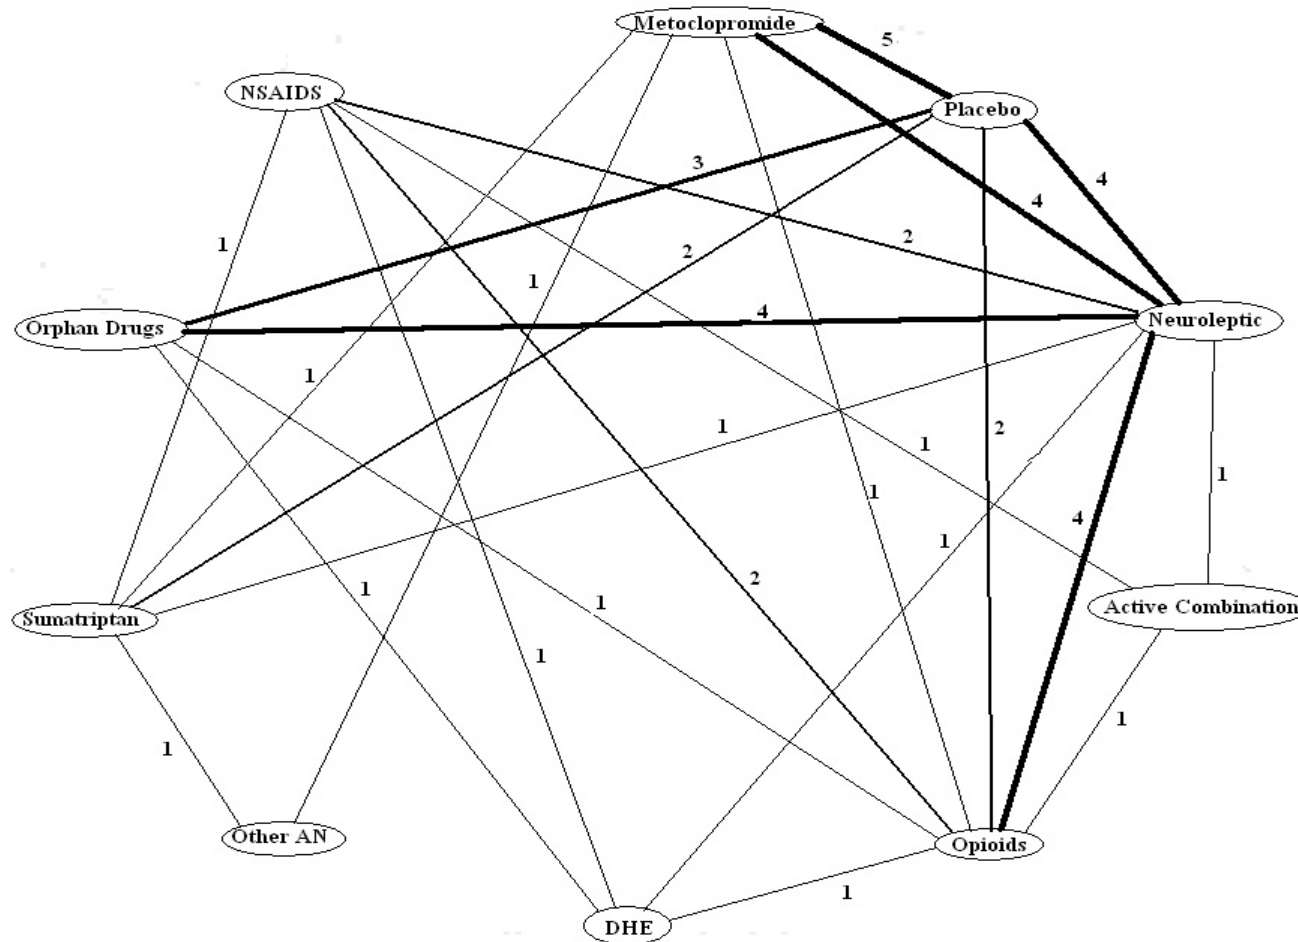 Metoclopromide
5
NSAIDS
Placebo
3
4
4
1
2
2
1
Orphan Drugs
4
Neuroleptic
1
1
2
1
1
1
4
1
2
1
1
Active Combination
Sumatriptan
1
1
1
Other AN
Opioids
1
DHE